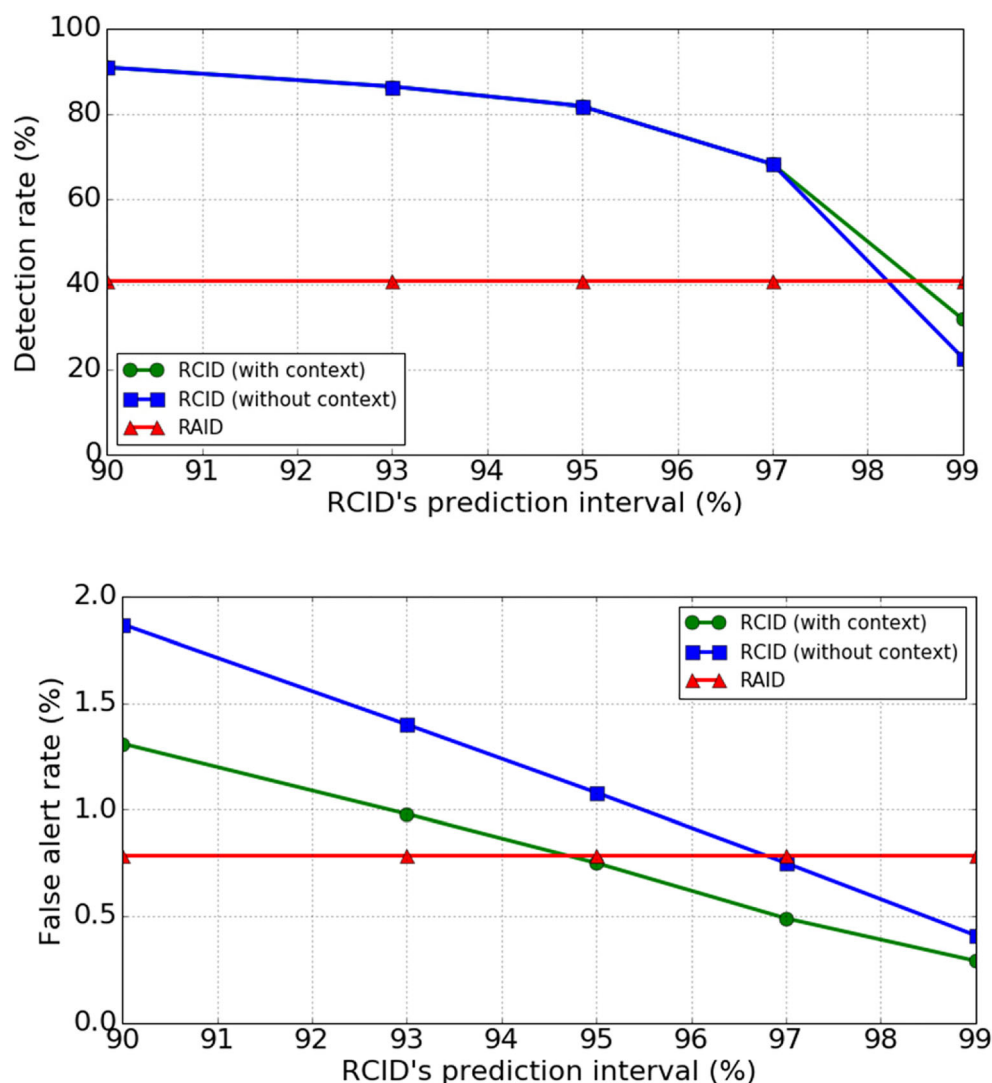 100
80
60
40
20
0
Detection rate (%)
RCID (with context)
RCID (without context)
RAID
90 91 92 93 94 95 96 97 98 99
RCID's prediction interval (%)
2.0
1.5
1.0
0.5
0.0
False alert rate (%)
RCID (with context)
RCID (without context)
RAID
90 91 92 93 94 95 96 97 98 99
RCID's prediction interval (%)